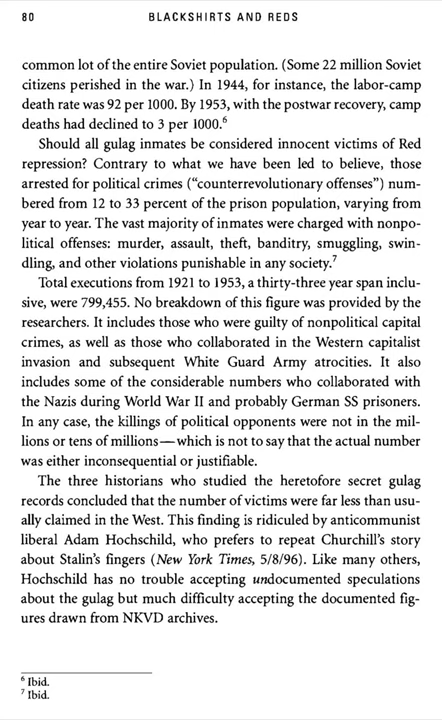 80 BLACKSHIRTS AND REDS
common lot of the entire Soviet population. (Some 22 million Soviet
citizens perished in the war.) In 1944, for instance, the labor-camp
death rate was 92 per 1000. By 1953, with the postwar recovery, camp
deaths had declined to 3 per 1000.⁶
Should all gulag inmates be considered innocent victims of Red
repression? Contrary to what we have been led to believe, those
arrested for political crimes (“counterrevolutionary offenses”) num-
bered from 12 to 33 percent of the prison population, varying from
year to year. The vast majority of inmates were charged with nonpo-
litical offenses: murder, assault, theft, banditry, smuggling, swin-
dling, and other violations punishable in any society.⁷
Total executions from 1921 to 1953, a thirty-three year span inclu-
sive, were 799,455. No breakdown of this figure was provided by the
researchers. It includes those who were guilty of nonpolitical capital
crimes, as well as those who collaborated in the Western capitalist
invasion and subsequent White Guard Army atrocities. It also
includes some of the considerable numbers who collaborated with
the Nazis during World War II and probably German SS prisoners.
In any case, the killings of political opponents were not in the mil-
lions or tens of millions—which is not to say that the actual number
was either inconsequential or justifiable.
The three historians who studied the heretofore secret gulag
records concluded that the number of victims were far less than usu-
ally claimed in the West. This finding is ridiculed by anticommunist
liberal Adam Hochschild, who prefers to repeat Churchill’s story
about Stalin’s fingers (New York Times, 5/8/96). Like many others,
Hochschild has no trouble accepting undocumented speculations
about the gulag but much difficulty accepting the documented fig-
ures drawn from NKVD archives.
⁶ Ibid.
⁷ Ibid.